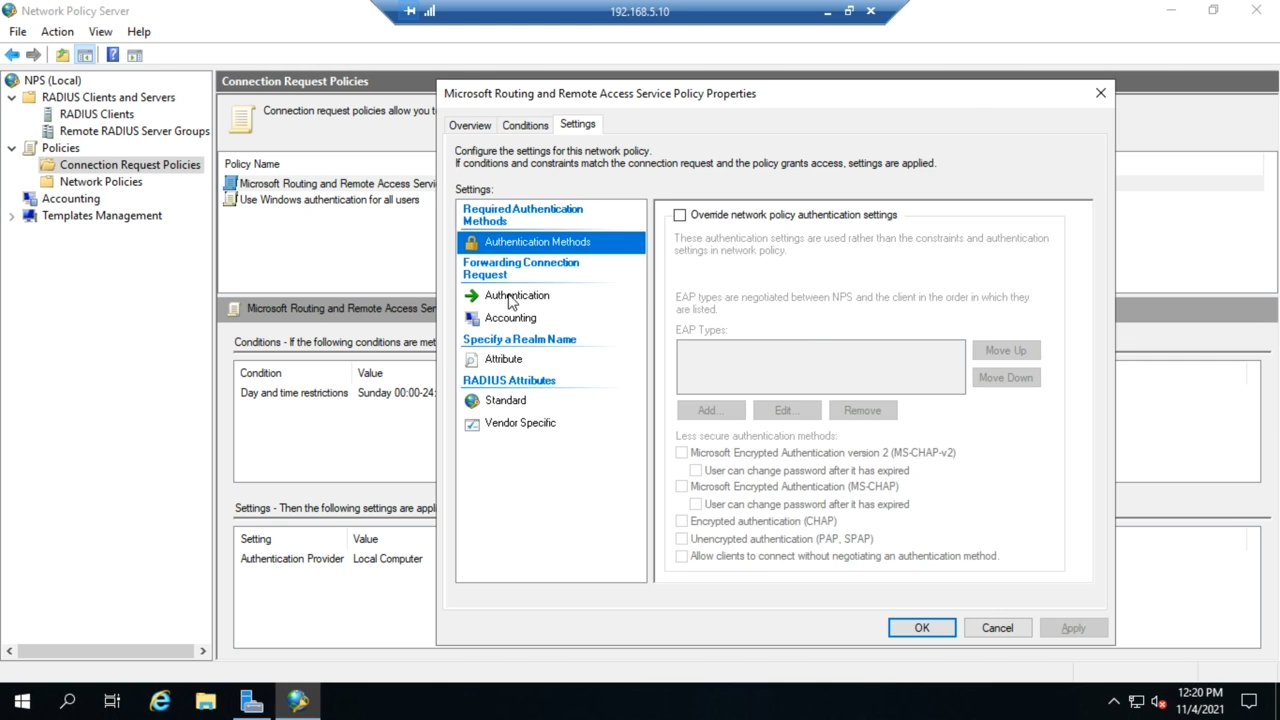 Network Policy Server
192.168.5.10
File Action View Help
NPS (Local)
RADIUS Clients and Servers
RADIUS Clients
Remote RADIUS Server Groups
Policies
Connection Request Policies
Network Policies
Accounting
Templates Management
Connection Request Policies
Connection request policies allow you t
Policy Name
Microsoft Routing and Remote Access Servi
Use Windows authentication for all users
Microsoft Routing and Remote Access Ser
Conditions - If the following conditions are met
Condition Value
Day and time restrictions Sunday 00:00-24:
Settings - Then the following settings are appl
Setting Value
Authentication Provider Local Computer
Microsoft Routing and Remote Access Service Policy Properties
Overview Conditions Settings
Configure the settings for this network policy.
If conditions and constraints match the connection request and the policy grants access, settings are applied.
Settings:
Required Authentication
Methods
Authentication Methods
Forwarding Connection
Request
Authentication
Accounting
Specify a Realm Name
Attribute
RADIUS Attributes
Standard
Vendor Specific
Override network policy authentication settings
These authentication settings are used rather than the constraints and authentication
settings in network policy.
EAP types are negotiated between NPS and the client in the order in which they
are listed.
EAP Types:
Move Up
Move Down
Add... Edit... Remove
Less secure authentication methods:
Microsoft Encrypted Authentication version 2 (MS-CHAP-v2)
User can change password after it has expired
Microsoft Encrypted Authentication (MS-CHAP)
User can change password after it has expired
Encrypted authentication (CHAP)
Unencrypted authentication (PAP, SPAP)
Allow clients to connect without negotiating an authentication method.
OK Cancel Apply
12:20 PM
11/4/2021